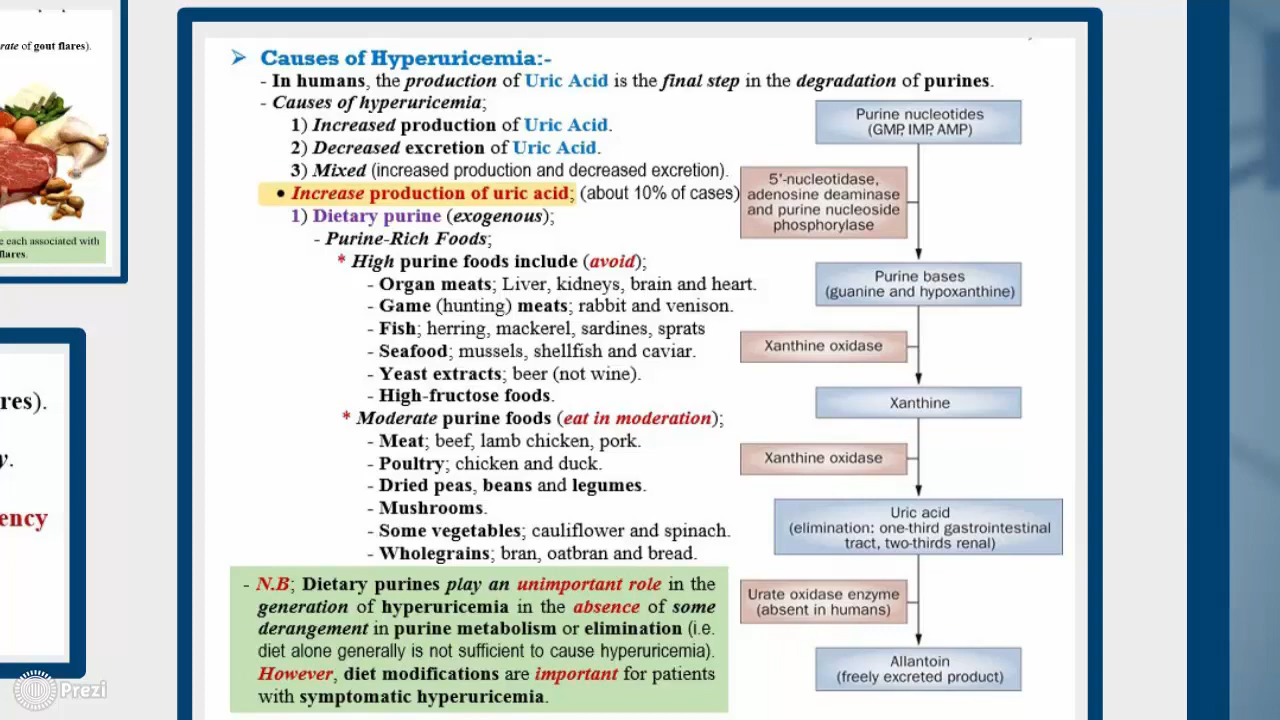 rate of gout flares).
e each associated with
flares.
res).
y.
ency
➢ Causes of Hyperuricemia:-
- In humans, the production of Uric Acid is the final step in the degradation of purines.
- Causes of hyperuricemia;
1) Increased production of Uric Acid.
2) Decreased excretion of Uric Acid.
3) Mixed (increased production and decreased excretion).
• Increase production of uric acid; (about 10% of cases)
1) Dietary purine (exogenous);
- Purine-Rich Foods;
* High purine foods include (avoid);
- Organ meats; Liver, kidneys, brain and heart.
- Game (hunting) meats; rabbit and venison.
- Fish; herring, mackerel, sardines, sprats
- Seafood; mussels, shellfish and caviar.
- Yeast extracts; beer (not wine).
- High-fructose foods.
* Moderate purine foods (eat in moderation);
- Meat; beef, lamb chicken, pork.
- Poultry; chicken and duck.
- Dried peas, beans and legumes.
- Mushrooms.
- Some vegetables; cauliflower and spinach.
- Wholegrains; bran, oatbran and bread.
- N.B; Dietary purines play an unimportant role in the
generation of hyperuricemia in the absence of some
derangement in purine metabolism or elimination (i.e.
diet alone generally is not sufficient to cause hyperuricemia).
However, diet modifications are important for patients
with symptomatic hyperuricemia.
Purine nucleotides
(GMP, IMP, AMP)
5'-nucleotidase,
adenosine deaminase
and purine nucleoside
phosphorylase
Purine bases
(guanine and hypoxanthine)
Xanthine oxidase
Xanthine
Xanthine oxidase
Uric acid
(elimination: one-third gastrointestinal
tract, two-thirds renal)
Urate oxidase enzyme
(absent in humans)
Allantoin
(freely excreted product)
Prezi